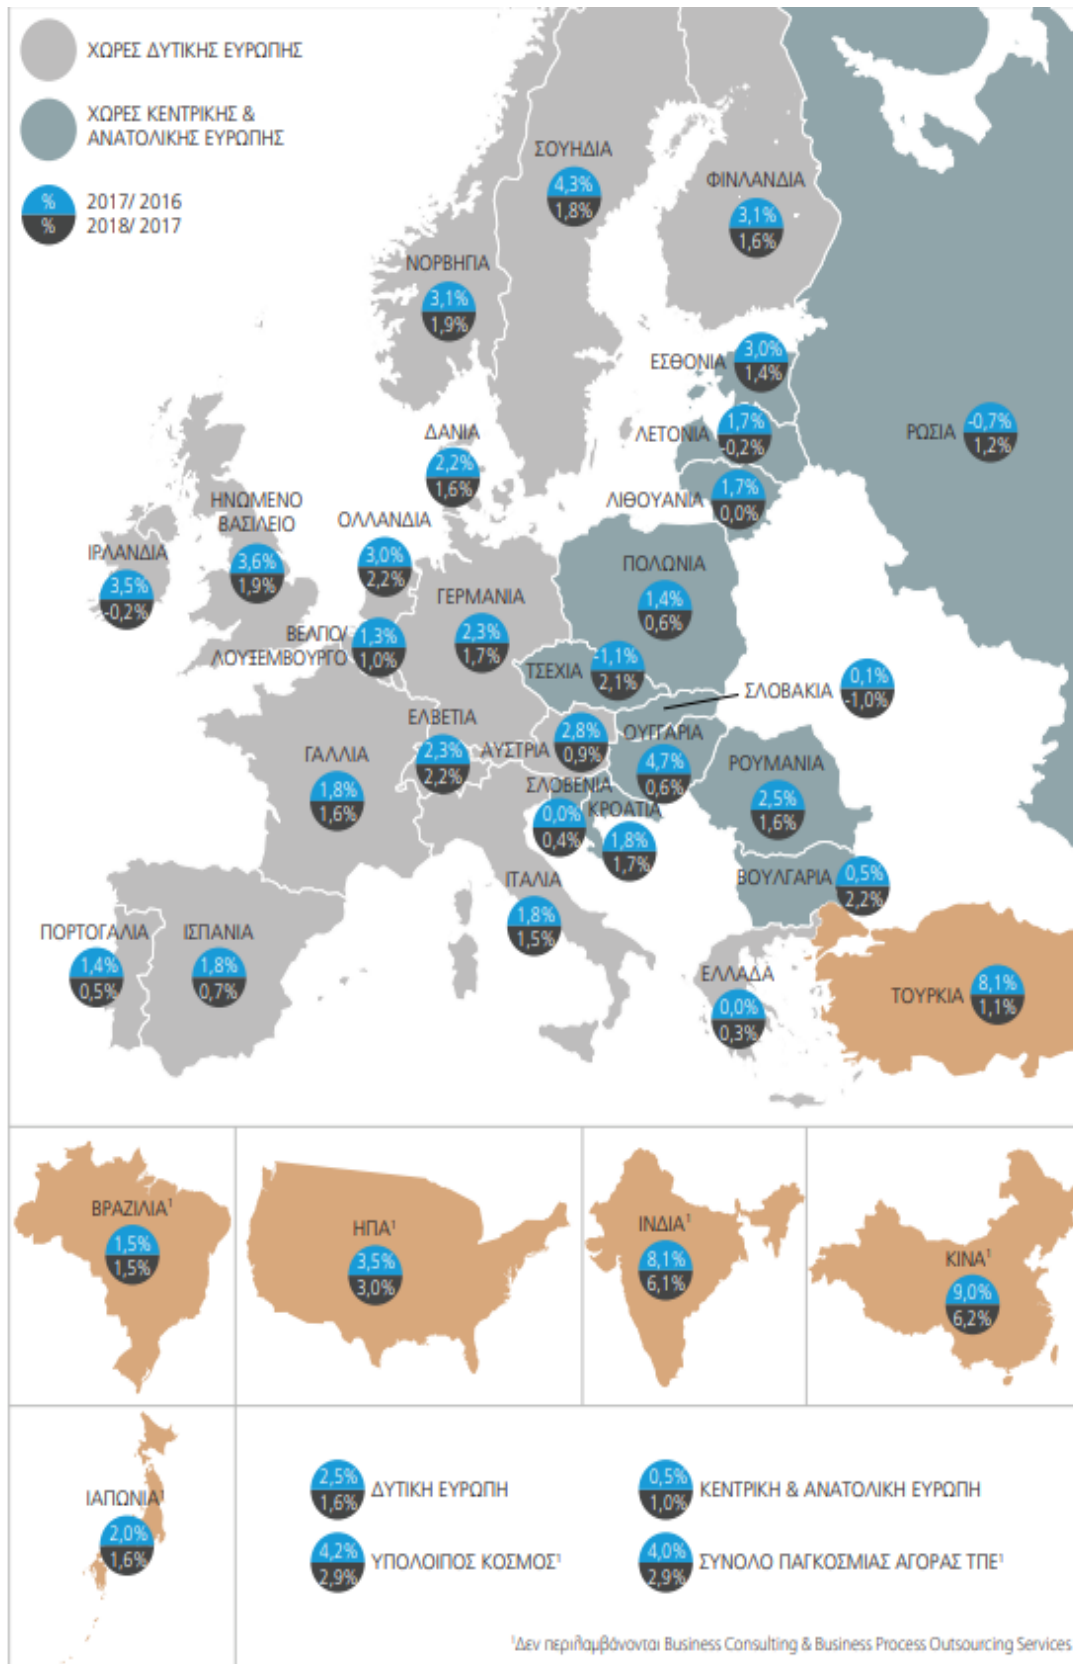 ΧΩΡΕΣ ΔΥΤΙΚΗΣ ΕΥΡΩΠΗΣ
ΧΩΡΕΣ ΚΕΝΤΡΙΚΗΣ &
ΑΝΑΤΟΛΙΚΗΣ ΕΥΡΩΠΗΣ
%
2017/ 2016
%
2018/ 2017
ΣΟΥΗΔΙΑ
4,3%
1,8%
ΦΙΝΛΑΝΔΙΑ
3,1%
1,6%
ΝΟΡΒΗΓΙΑ
3,1%
1,9%
ΕΣΘΟΝΙΑ
3,0%
1,4%
ΛΕΤΟΝΙΑ
1,7%
-0,2%
ΡΩΣΙΑ
-0,7%
1,2%
ΔΑΝΙΑ
2,2%
1,6%
ΛΙΘΟΥΑΝΙΑ
1,7%
0,0%
ΗΝΩΜΕΝΟ
ΒΑΣΙΛΕΙΟ
3,6%
1,9%
ΟΛΛΑΝΔΙΑ
3,0%
2,2%
ΙΡΛΑΝΔΙΑ
3,5%
-0,2%
ΠΟΛΩΝΙΑ
1,4%
0,6%
ΓΕΡΜΑΝΙΑ
2,3%
1,7%
ΒΕΛΓΙΟ/
ΛΟΥΞΕΜΒΟΥΡΓΟ
1,3%
1,0%
ΤΣΕΧΙΑ
-1,1%
2,1%
ΣΛΟΒΑΚΙΑ
0,1%
-1,0%
ΕΛΒΕΤΙΑ
2,3%
2,2%
ΑΥΣΤΡΙΑ
2,8%
0,9%
ΟΥΓΓΑΡΙΑ
4,7%
0,6%
ΓΑΛΛΙΑ
1,8%
1,6%
ΡΟΥΜΑΝΙΑ
2,5%
1,6%
ΣΛΟΒΕΝΙΑ
0,0%
0,4%
ΚΡΟΑΤΙΑ
1,8%
1,7%
ΙΤΑΛΙΑ
1,8%
1,5%
ΒΟΥΛΓΑΡΙΑ
0,5%
2,2%
ΠΟΡΤΟΓΑΛΙΑ
1,4%
0,5%
ΙΣΠΑΝΙΑ
1,8%
0,7%
ΕΛΛΑΔΑ
0,0%
0,3%
ΤΟΥΡΚΙΑ
8,1%
1,1%
ΒΡΑΖΙΛΙΑ¹
1,5%
1,5%
ΗΠΑ¹
3,5%
3,0%
ΙΝΔΙΑ¹
8,1%
6,1%
ΚΙΝΑ¹
9,0%
6,2%
ΙΑΠΩΝΙΑ¹
2,0%
1,6%
2,5%
1,6%
ΔΥΤΙΚΗ ΕΥΡΩΠΗ
0,5%
1,0%
ΚΕΝΤΡΙΚΗ & ΑΝΑΤΟΛΙΚΗ ΕΥΡΩΠΗ
4,2%
2,9%
ΥΠΟΛΟΙΠΟΣ ΚΟΣΜΟΣ¹
4,0%
2,9%
ΣΥΝΟΛΟ ΠΑΓΚΟΣΜΙΑΣ ΑΓΟΡΑΣ ΤΠΕ¹
¹Δεν περιλαμβάνονται Business Consulting & Business Process Outsourcing Services